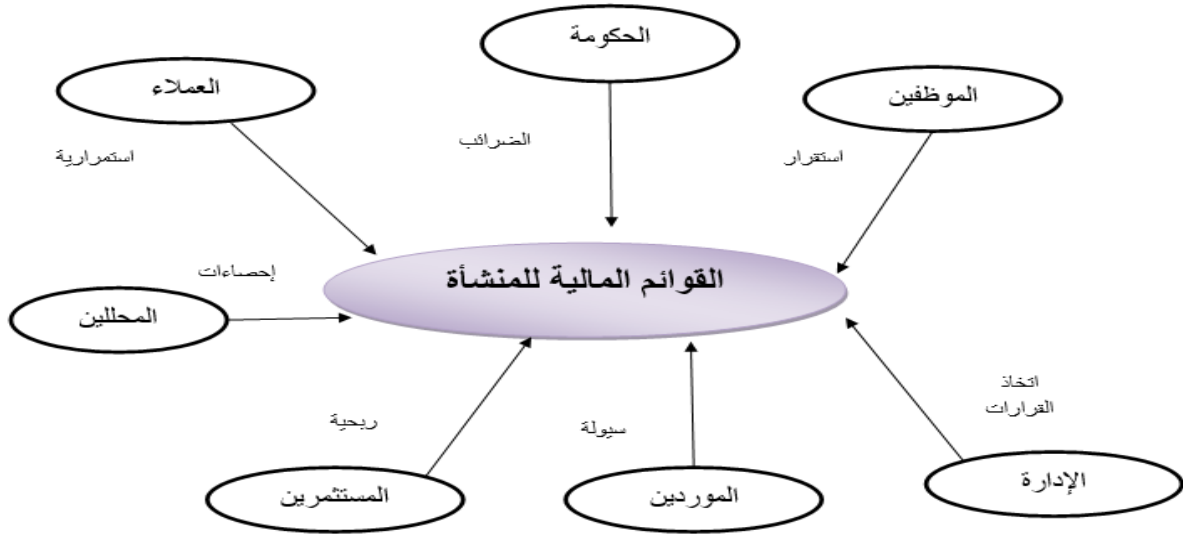 الحكومة
العملاء
الموظفين
الضرائب
استمرارية
استقرار
القوائم المالية للمنشأة
إحصاءات
المحللين
اتخاذ
القرارات
ربحية
سيولة
الإدارة
الموردين
المستثمرين